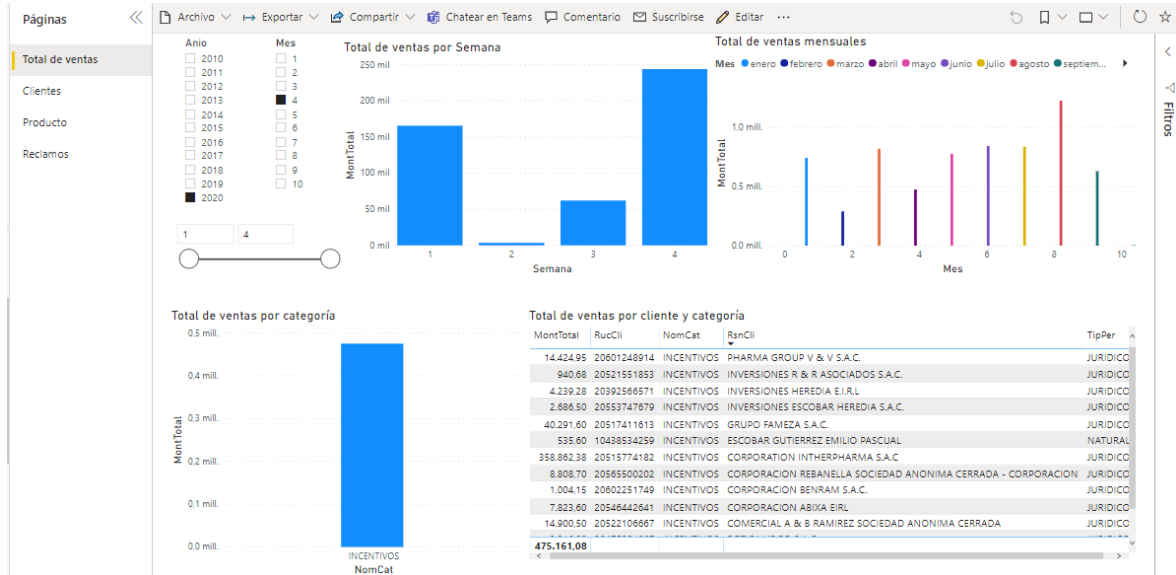 Páginas
Archivo Exportar Compartir Chatear en Teams Comentario Suscribirse Editar ...
Total de ventas
Clientes
Producto
Reclamos
Anio
2010
2011
2012
2013
2014
2015
2016
2017
2018
2019
2020
Mes
1
2
3
4
5
6
7
8
9
10
1 4
Total de ventas por Semana
MontTotal
250 mil
200 mil
150 mil
100 mil
50 mil
0 mil
1 2 3 4
Semana
Total de ventas mensuales
Mes enero febrero marzo abril mayo junio julio agosto septiem...
MontTotal
1,0 mill.
0,5 mill.
0,0 mill.
0 2 4 6 8 10
Mes
Filtros
Total de ventas por categoría
MontTotal
0,5 mill.
0,4 mill.
0,3 mill.
0,2 mill.
0,1 mill.
0,0 mill.
INCENTIVOS
NomCat
Total de ventas por cliente y categoría
MontTotal RucCli NomCat RsnCli TipPer
14.424,95 20601248914 INCENTIVOS PHARMA GROUP V & V S.A.C. JURIDICO
940,68 20521551853 INCENTIVOS INVERSIONES R & R ASOCIADOS S.A.C. JURIDICO
4.239,28 20392566571 INCENTIVOS INVERSIONES HEREDIA E.I.R.L JURIDICO
2.686,50 20553747679 INCENTIVOS INVERSIONES ESCOBAR HEREDIA S.A.C. JURIDICO
40.291,60 20517411613 INCENTIVOS GRUPO FAMEZA S.A.C. JURIDICO
535,60 10438534259 INCENTIVOS ESCOBAR GUTIERREZ EMILIO PASCUAL NATURAL
358.862,38 20515774182 INCENTIVOS CORPORATION INTHERPHARMA S.A.C JURIDICO
8.808,70 20565500202 INCENTIVOS CORPORACION REBANELLA SOCIEDAD ANONIMA CERRADA - CORPORACION JURIDICO
1.004,15 20602251749 INCENTIVOS CORPORACION BENRAM S.A.C. JURIDICO
7.823,60 20546442641 INCENTIVOS CORPORACION ABIXA EIRL JURIDICO
14.900,50 20522106667 INCENTIVOS COMERCIAL A & B RAMIREZ SOCIEDAD ANONIMA CERRADA JURIDICO
475.161,08